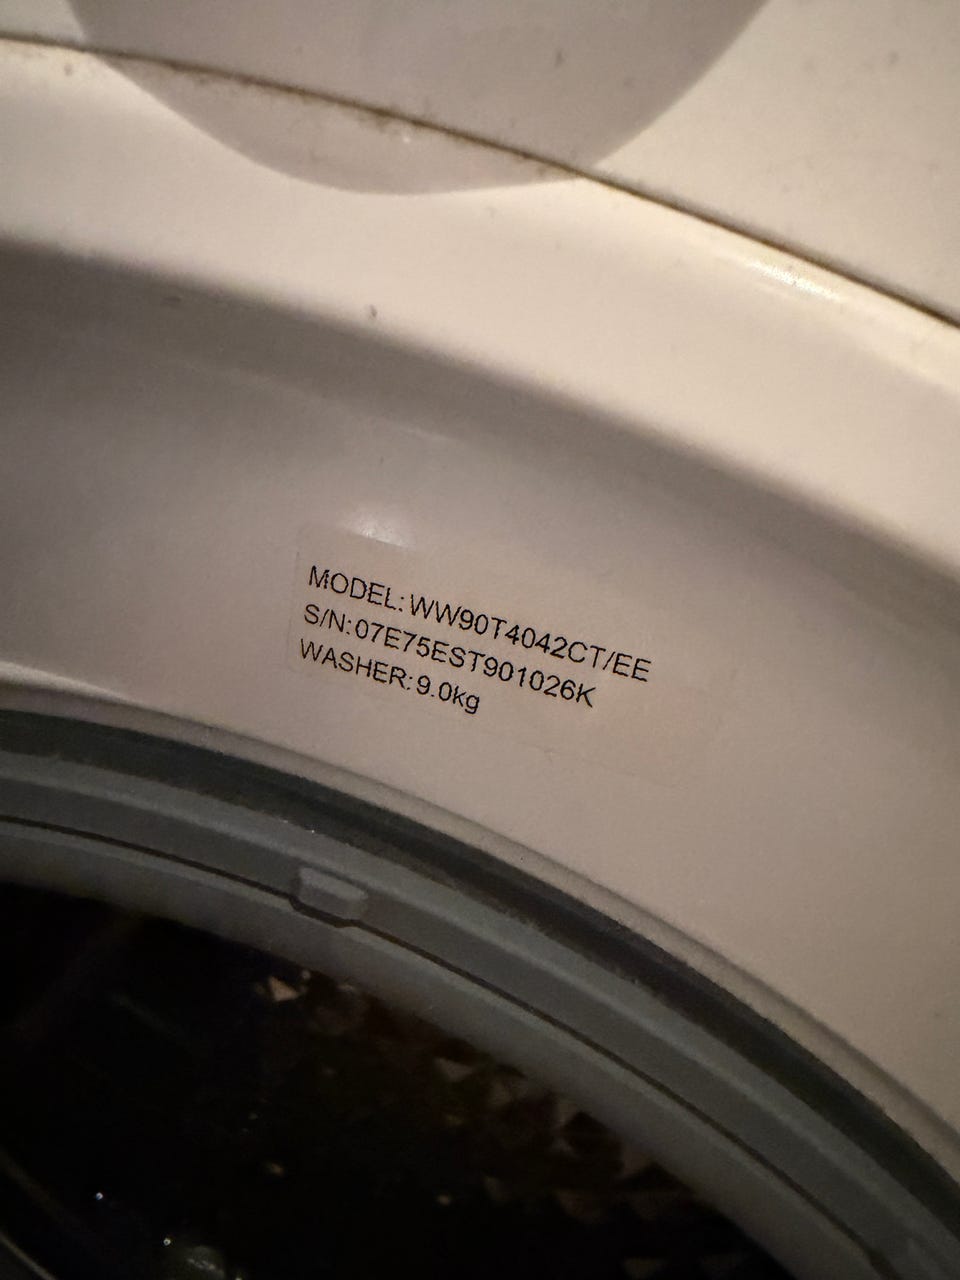 MODEL: WW90T4042CT/EE
S/N: 07E75EST901026K
WASHER: 9.0kg